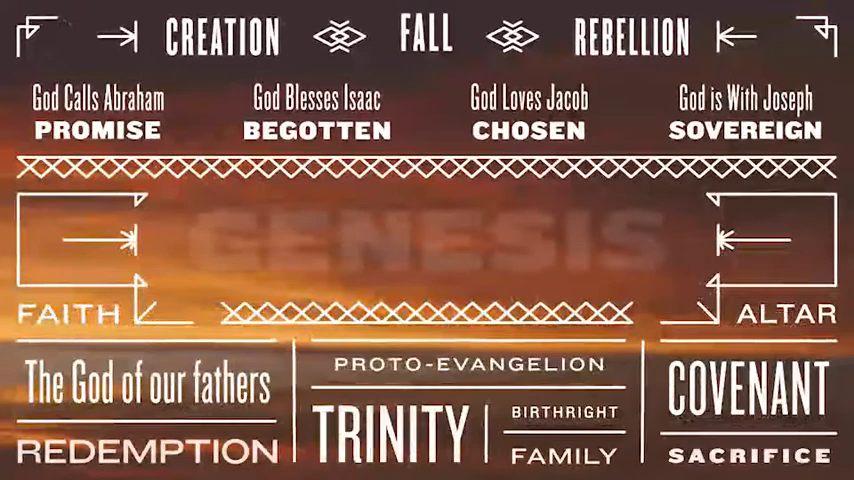 CREATION FALL REBELLION
God Calls Abraham God Blesses Isaac God Loves Jacob God is With Joseph
PROMISE BEGOTTEN CHOSEN SOVEREIGN
GENESIS
FAITH ALTAR
PROTO-EVANGELION
The God of our fathers COVENANT
TRINITY BIRTHRIGHT
REDEMPTION FAMILY SACRIFICE